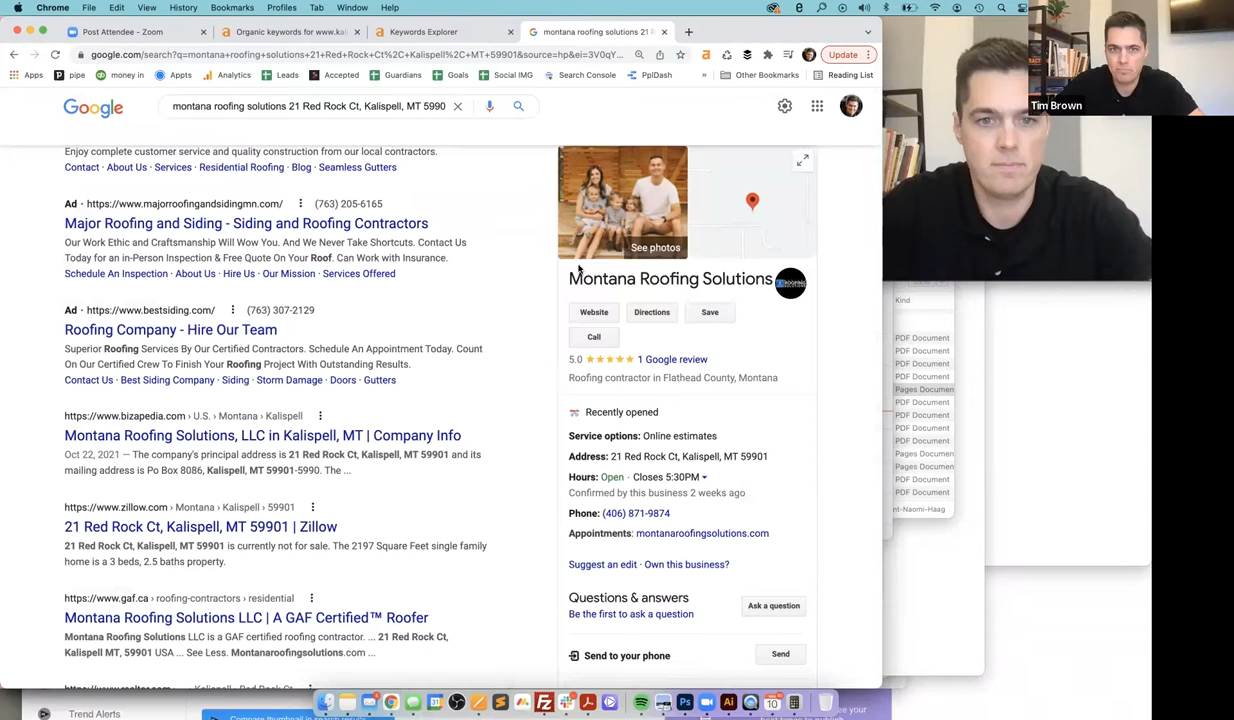 Chrome File Edit View History Bookmarks Profiles Tab Window Help
Post Attendee - Zoom
Organic keywords for www.kal
Keywords Explorer
montana roofing solutions 21 R
google.com/search?q=montana+roofing+solutions+21+Red+Rock+Ct%2C+Kalispell%2C+MT+59901&source=hp&ei=3V0qY...
Update
Apps pipe money in Appts Analytics Leads Accepted Guardians Goals Social IMG Search Console PplDash » Other Bookmarks Reading List
Tim Brown
Google
montana roofing solutions 21 Red Rock Ct, Kalispell, MT 5990
Enjoy complete customer service and quality construction from our local contractors.
Contact · About Us · Services · Residential Roofing · Blog · Seamless Gutters
Ad · https://www.majorroofingandsidingmn.com/ (763) 205-6165
Major Roofing and Siding - Siding and Roofing Contractors
Our Work Ethic and Craftsmanship Will Wow You. And We Never Take Shortcuts. Contact Us
Today for an in-Person Inspection & Free Quote On Your Roof. Can Work with Insurance.
Schedule An Inspection · About Us · Hire Us · Our Mission · Services Offered
Ad · https://www.bestsiding.com/ (763) 307-2129
Roofing Company - Hire Our Team
Superior Roofing Services By Our Certified Contractors. Schedule An Appointment Today. Count
On Our Certified Crew To Finish Your Roofing Project With Outstanding Results.
Contact Us · Best Siding Company · Siding · Storm Damage · Doors · Gutters
https://www.bizapedia.com › U.S. › Montana › Kalispell
Montana Roofing Solutions, LLC in Kalispell, MT | Company Info
Oct 22, 2021 — The company's principal address is 21 Red Rock Ct, Kalispell, MT 59901 and its
mailing address is Po Box 8086, Kalispell, MT 59901-5990. The ...
https://www.zillow.com › Montana › Kalispell › 59901
21 Red Rock Ct, Kalispell, MT 59901 | Zillow
21 Red Rock Ct, Kalispell, MT 59901 is currently not for sale. The 2197 Square Feet single family
home is a 3 beds, 2.5 baths property.
https://www.gaf.ca › roofing-contractors › residential
Montana Roofing Solutions LLC | A GAF Certified™ Roofer
Montana Roofing Solutions LLC is a GAF certified roofing contractor. ... 21 Red Rock Ct,
Kalispell MT, 59901 USA ... See Less. Montanaroofingsolutions.com ...
See photos
Montana Roofing Solutions
ROOFING
Website Directions Save
Call
5.0 1 Google review
Roofing contractor in Flathead County, Montana
Recently opened
Service options: Online estimates
Address: 21 Red Rock Ct, Kalispell, MT 59901
Hours: Open · Closes 5:30PM
Confirmed by this business 2 weeks ago
Phone: (406) 871-9874
Appointments: montanaroofingsolutions.com
Suggest an edit · Own this business?
Questions & answers
Ask a question
Be the first to ask a question
Send to your phone
Send
Kind
PDF Document
PDF Document
PDF Document
PDF Document
Pages Documen
PDF Document
PDF Document
PDF Document
PDF Document
Pages Documen
Pages Documen
PDF Document
PDF Document
nt-Naomi-Haag
Trend Alerts
Compare thumbnail in search results